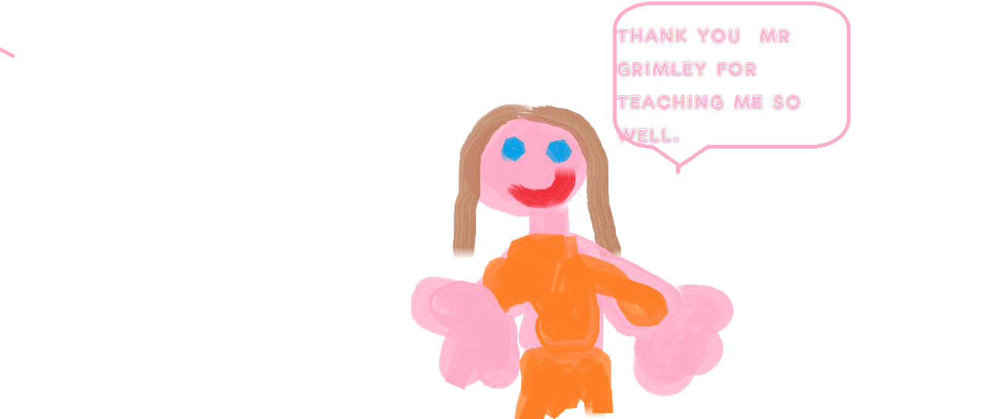 THANK YOU  MR
GRIMLEY FOR
TEACHING ME SO
WELL.